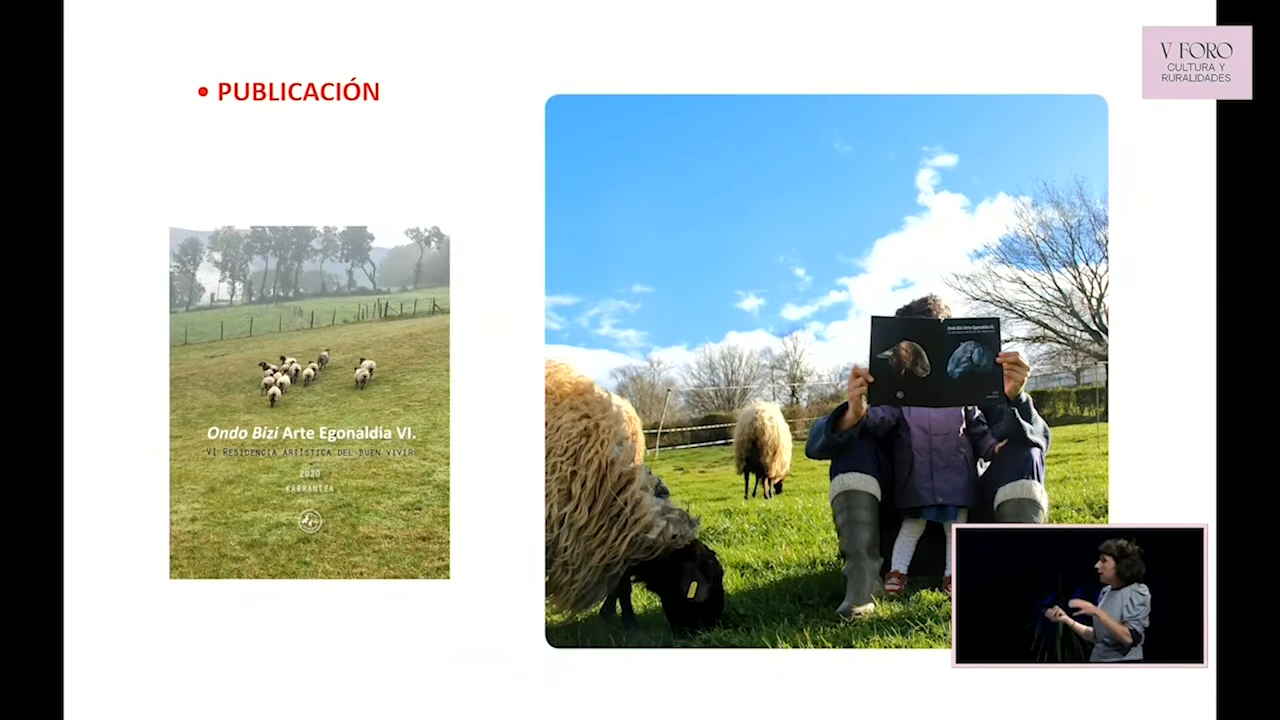 • PUBLICACIÓN
V FORO
CULTURA Y
RURALIDADES
Ondo Bizi Arte Egonaldia VI.
VI RESIDENCIA ARTÍSTICA DEL BUEN VIVIR
2020
KARRANTZA
Ondo Bizi Arte Egonaldia VI.